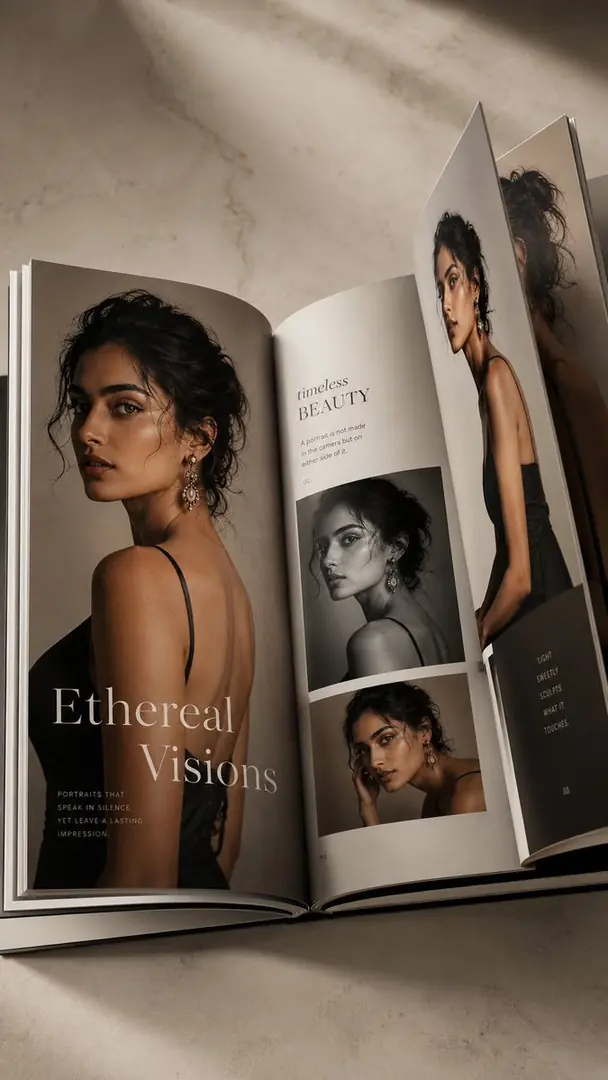 Ethereal
Visions
PORTRAITS THAT
SPEAK IN SILENCE
YET LEAVE A LASTING
IMPRESSION.
timeless
BEAUTY
A portrait is not made
in the camera but on
either side of it.
LIGHT
SWEETLY
SCULPTS
WHAT IT
TOUCHES.